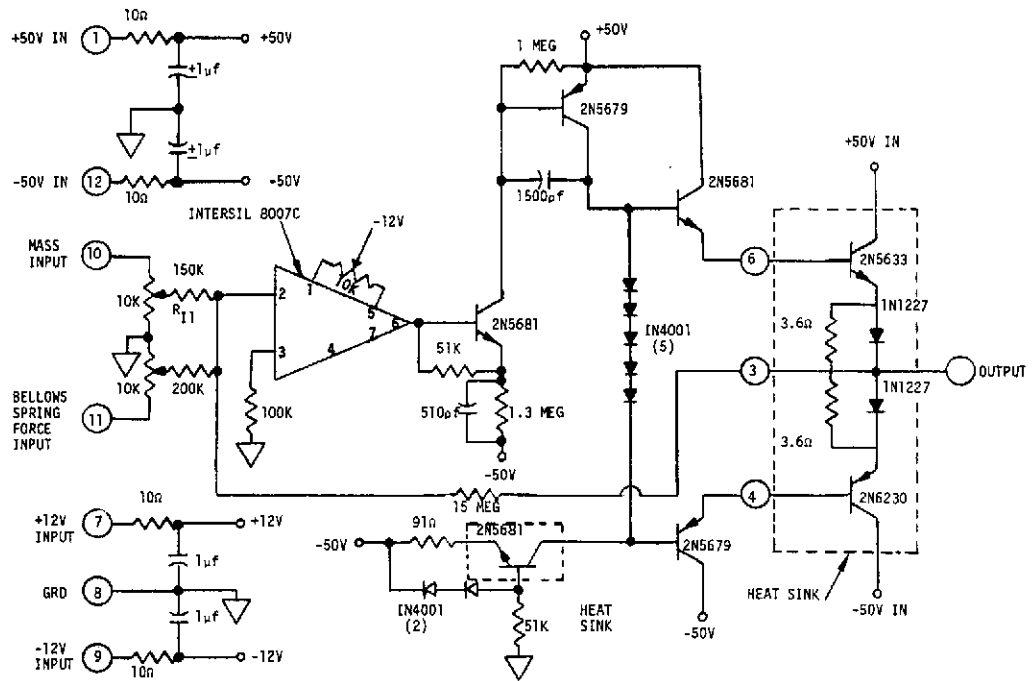 10Ω
+50V IN
1
+50V
+1μf
+1μf
-50V IN
12
-50V
10Ω
INTERSIL 8007C
-12V
MASS
INPUT
10
150K
10K
R I1
10K
200K
BELLOWS
SPRING
FORCE
INPUT
11
2
1
10K
5
6
7
3
4
100K
2N5681
51K
510pf
1.3 MEG
-50V
15 MEG
1 MEG
+50V
2N5679
1500pf
2N5681
IN4001
(5)
+50V IN
6
2N5633
1N1227
3.6Ω
3
1N1227
OUTPUT
3.6Ω
4
2N6230
2N5679
-50V
HEAT SINK
-50V IN
10Ω
+12V
INPUT
7
+12V
1μf
GRD
8
1μf
-12V
INPUT
9
-12V
10Ω
-50V
91Ω
2N5681
IN4001
(2)
51K
HEAT
SINK